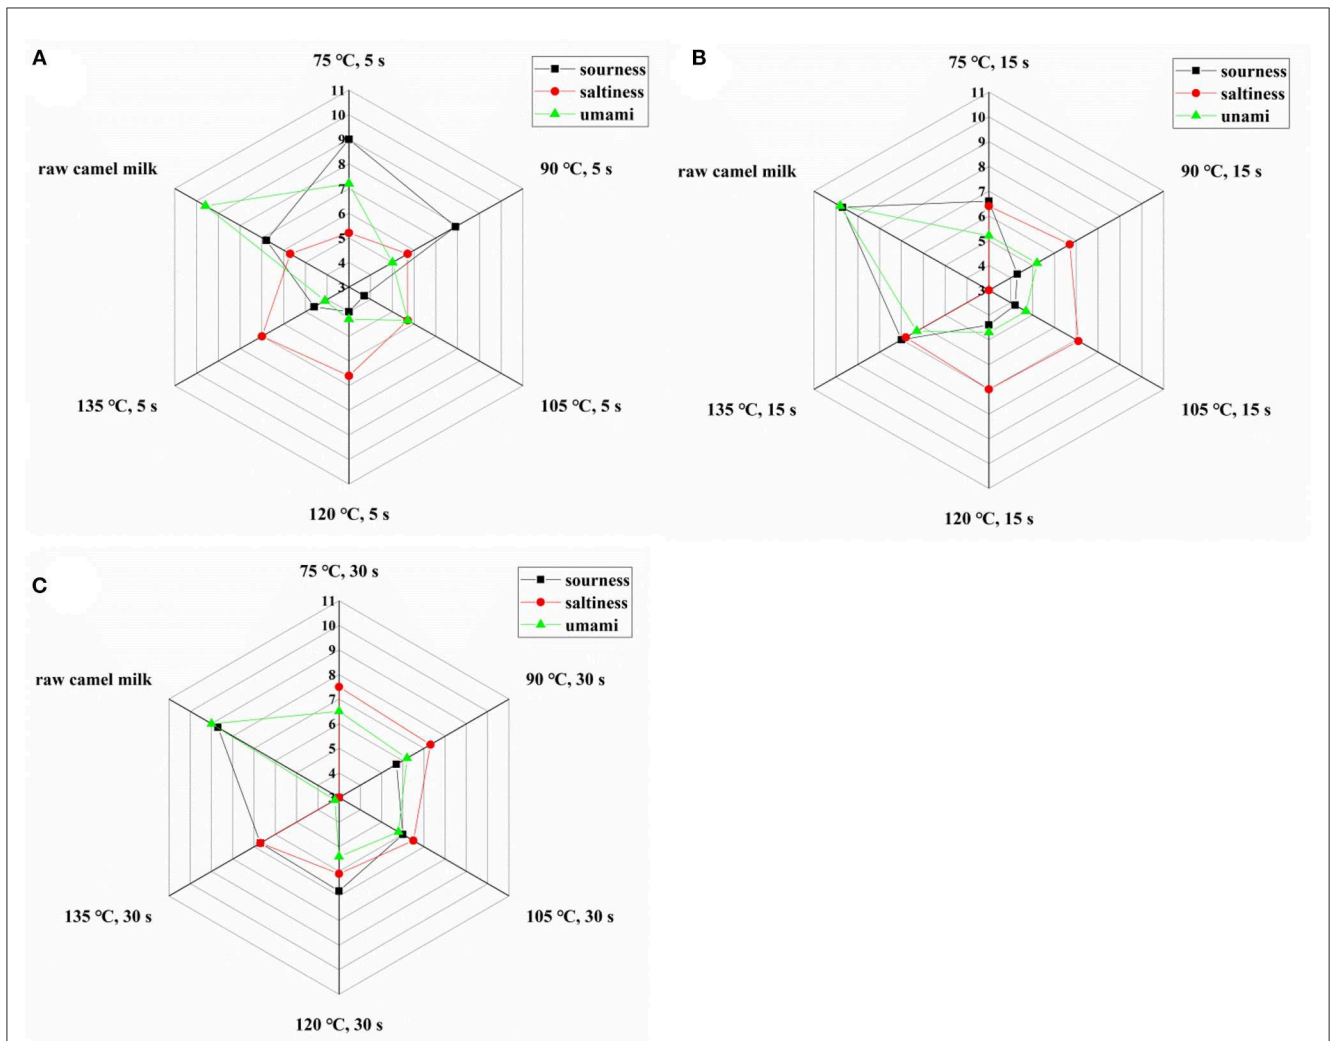 A
75 °C, 5 s
sourness
saltiness
umami
11
10
9
8
7
6
5
4
3
90 °C, 5 s
105 °C, 5 s
120 °C, 5 s
135 °C, 5 s
raw camel milk
B
75 °C, 15 s
sourness
saltiness
unami
11
10
9
8
7
6
5
4
3
90 °C, 15 s
105 °C, 15 s
120 °C, 15 s
135 °C, 15 s
raw camel milk
C
75 °C, 30 s
sourness
saltiness
umami
11
10
9
8
7
6
5
4
90 °C, 30 s
105 °C, 30 s
120 °C, 30 s
135 °C, 30 s
raw camel milk